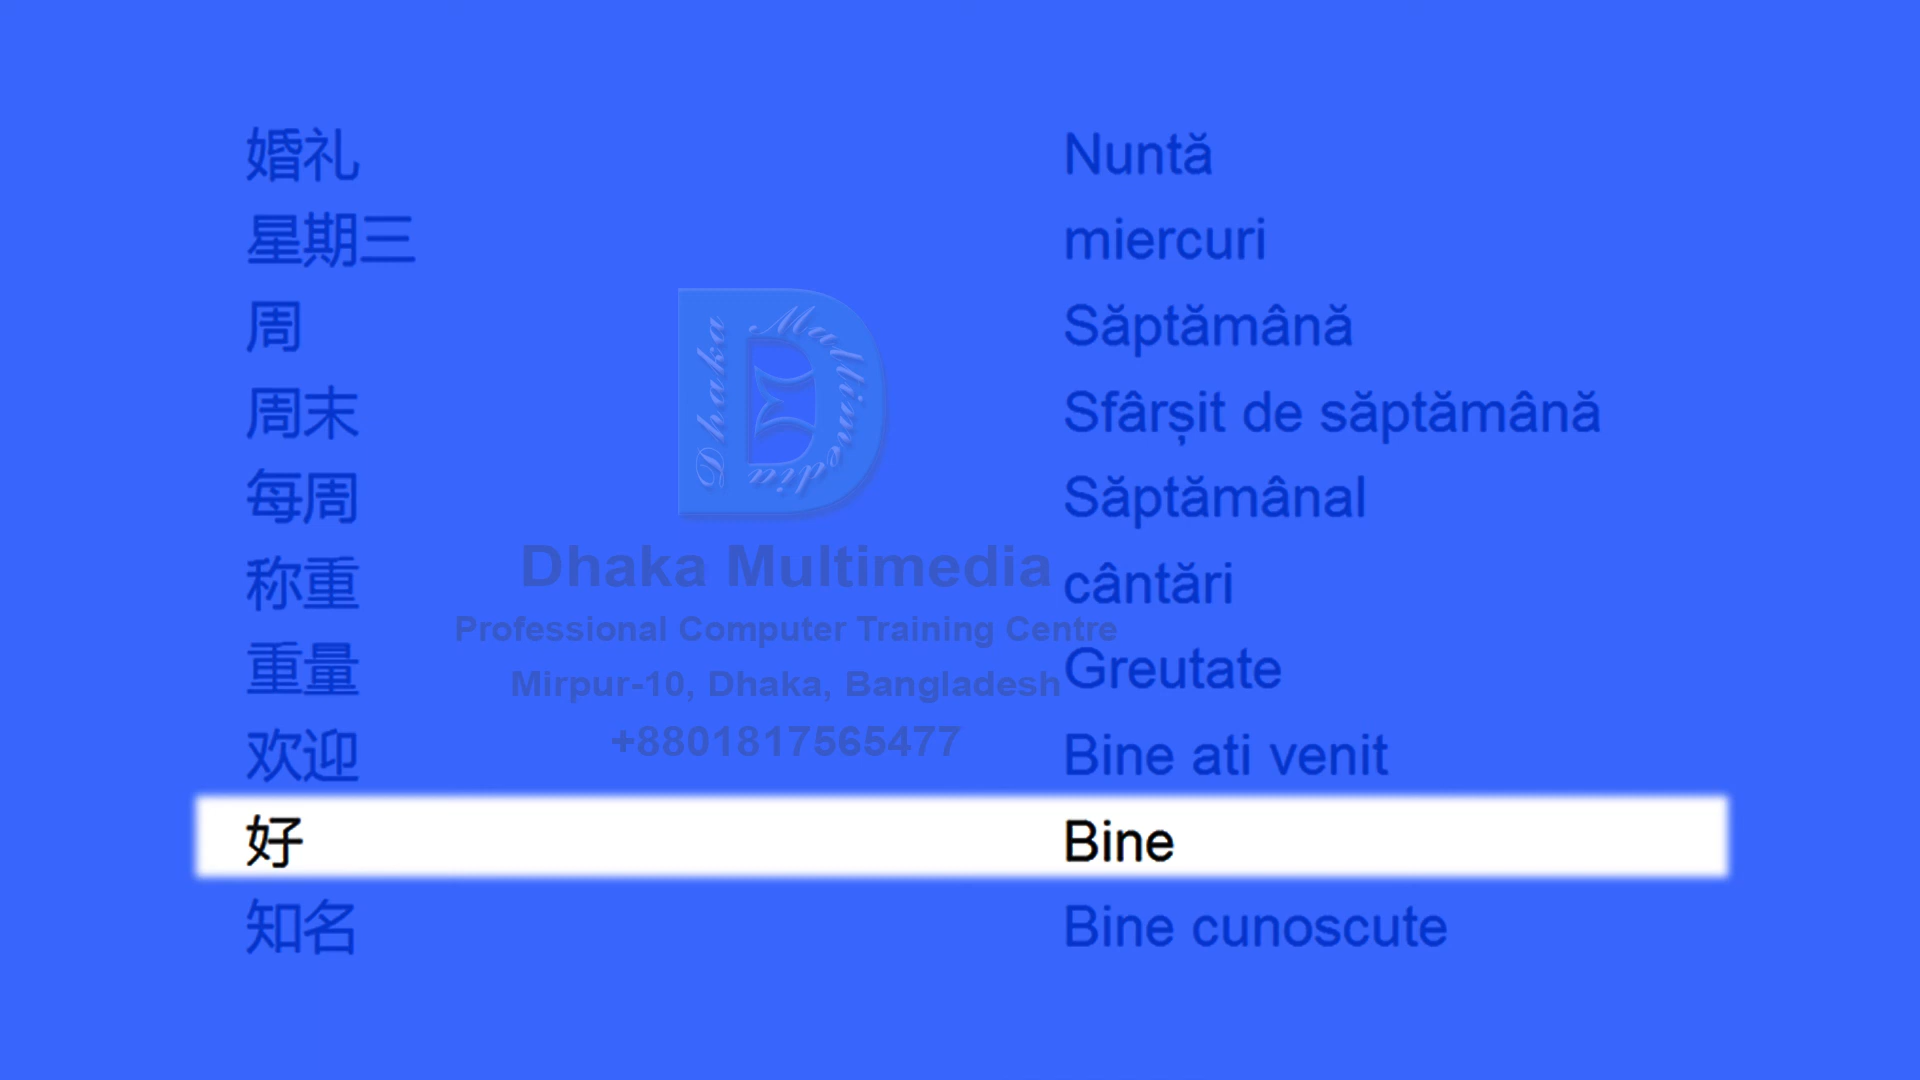 婚礼 Nuntă
星期三 miercuri
周 Săptămână
周末 Sfârșit de săptămână
每周 Săptămânal
称重 cântări
重量 Greutate
欢迎 Bine ati venit
好 Bine
知名 Bine cunoscute
Dhaka Multimedia
Dhaka Multimedia
Professional Computer Training Centre
Mirpur-10, Dhaka, Bangladesh
+8801817565477